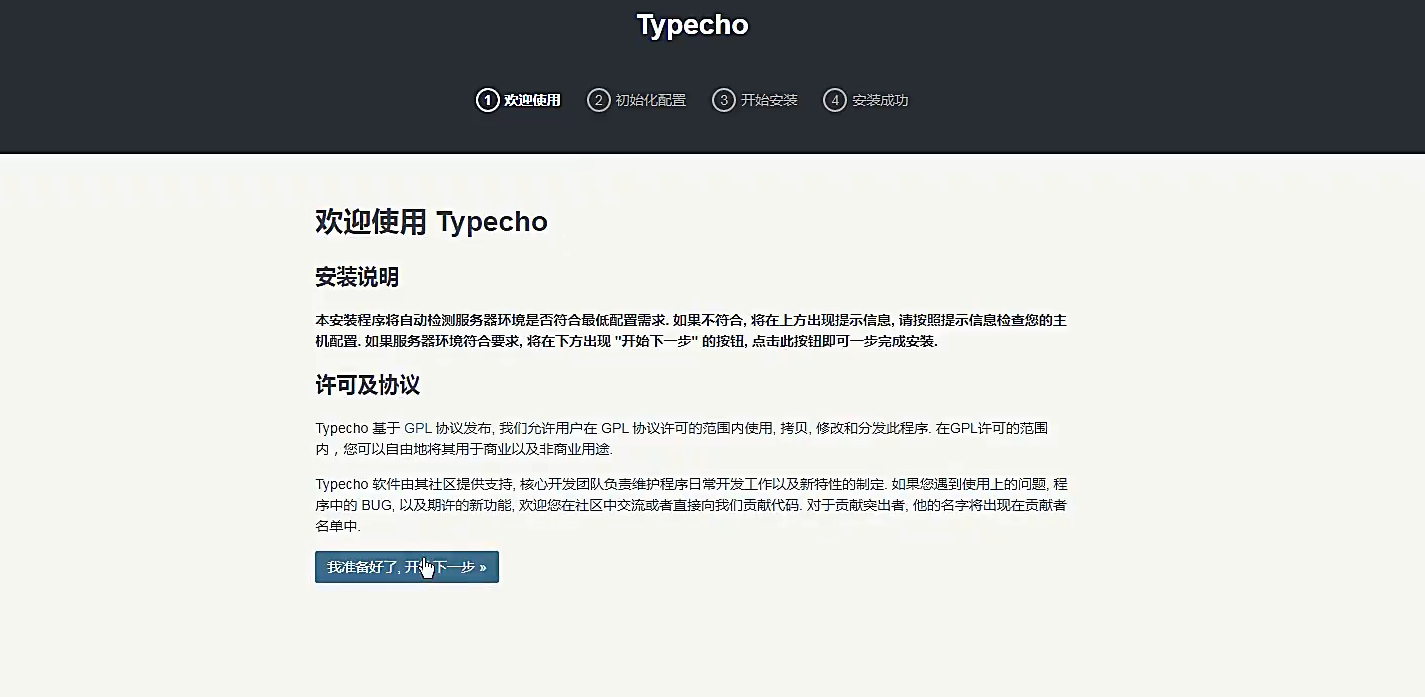 Typecho
1 欢迎使用 2 初始化配置 3 开始安装 4 安装成功
欢迎使用 Typecho
安装说明
本安装程序将自动检测服务器环境是否符合最低配置需求. 如果不符合, 将在上方出现提示信息, 请按照提示信息检查您的主
机配置. 如果服务器环境符合要求, 将在下方出现 "开始下一步" 的按钮, 点击此按钮即可一步完成安装.
许可及协议
Typecho 基于 GPL 协议发布, 我们允许用户在 GPL 协议许可的范围内使用, 拷贝, 修改和分发此程序. 在GPL许可的范围
内，您可以自由地将其用于商业以及非商业用途.
Typecho 软件由其社区提供支持, 核心开发团队负责维护程序日常开发工作以及新特性的制定. 如果您遇到使用上的问题, 程
序中的 BUG, 以及期许的新功能, 欢迎您在社区中交流或者直接向我们贡献代码. 对于贡献突出者, 他的名字将出现在贡献者
名单中.
我准备好了, 开始下一步 »